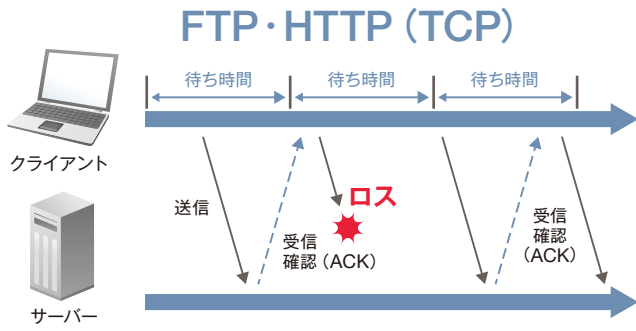 FTP・HTTP（TCP）
待ち時間
待ち時間
待ち時間
クライアント
送信
ロス
受信
確認（ACK）
受信
確認
（ACK）
サーバー